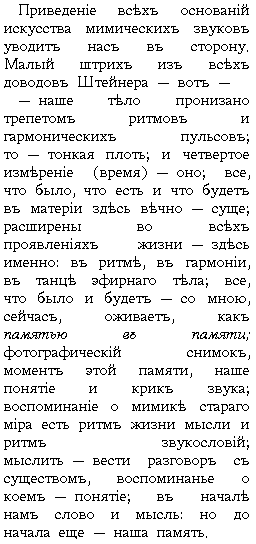 Приведеніе всѣхъ основаній
искусства мимическихъ звуковъ
уводитъ насъ въ сторону.
Малый штрихъ изъ всѣхъ
доводовъ Штейнера — вотъ —
— наше тѣло пронизано
трепетомъ ритмовъ и
гармоническихъ пульсовъ;
то — тонкая плоть; и четвертое
измѣреніе (время) — оно; все,
что было, что есть и что будетъ
въ матеріи здѣсь вѣчно — суще;
расширены во всѣхъ
проявленіяхъ жизни — здѣсь
именно: въ ритмѣ, въ гармоніи,
въ танцѣ эфирнаго тѣла; все,
что было и будетъ — со мною,
сейчасъ, оживаетъ, какъ
памятью въ памяти;
фотографическій снимокъ,
моментъ этой памяти, наше
понятіе и крикъ звука;
воспоминаніе о мимикѣ стараго
міра есть ритмъ жизни мысли и
ритмъ звукословій;
мыслить — вести разговоръ съ
существомъ, воспоминанье о
коемъ — понятіе; въ началѣ
намъ слово и мысль: но до
начала еще — наша память.